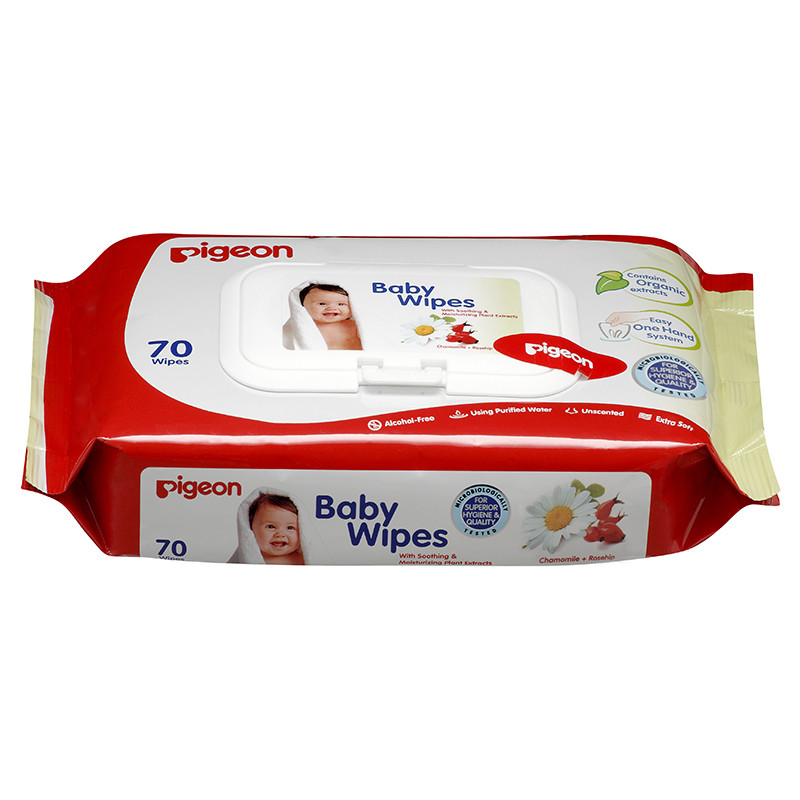 pigeon
Baby
Wipes
With Soothing &
Moisturizing Plant Extracts
Chamomile + Rosehip
pigeon
70
Wipes
Contains
Organic
extracts
Easy
One Hand
System
MICROBIOLOGICALLY
FOR
SUPERIOR
HYGIENE &
QUALITY
TESTED
Alcohol-Free
Using Purified Water
Unscented
Extra Soft
pigeon
70
Wipes
Baby
Wipes
With Soothing &
Moisturizing Plant Extracts
MICROBIOLOGICALLY
FOR
SUPERIOR
HYGIENE &
QUALITY
TESTED
Chamomile + Rosehip